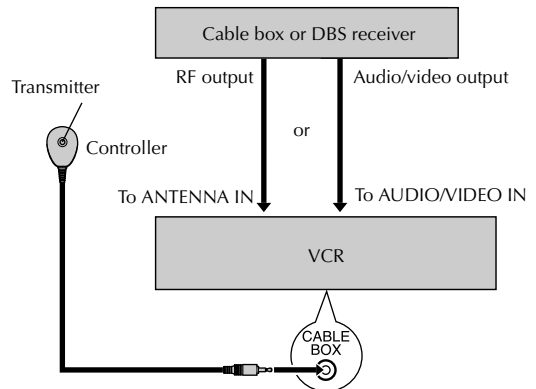 Cable box or DBS receiver
RF output
Audio/video output
Transmitter
or
Controller
To ANTENNA IN
To AUDIO/VIDEO IN
VCR
CABLE
BOX